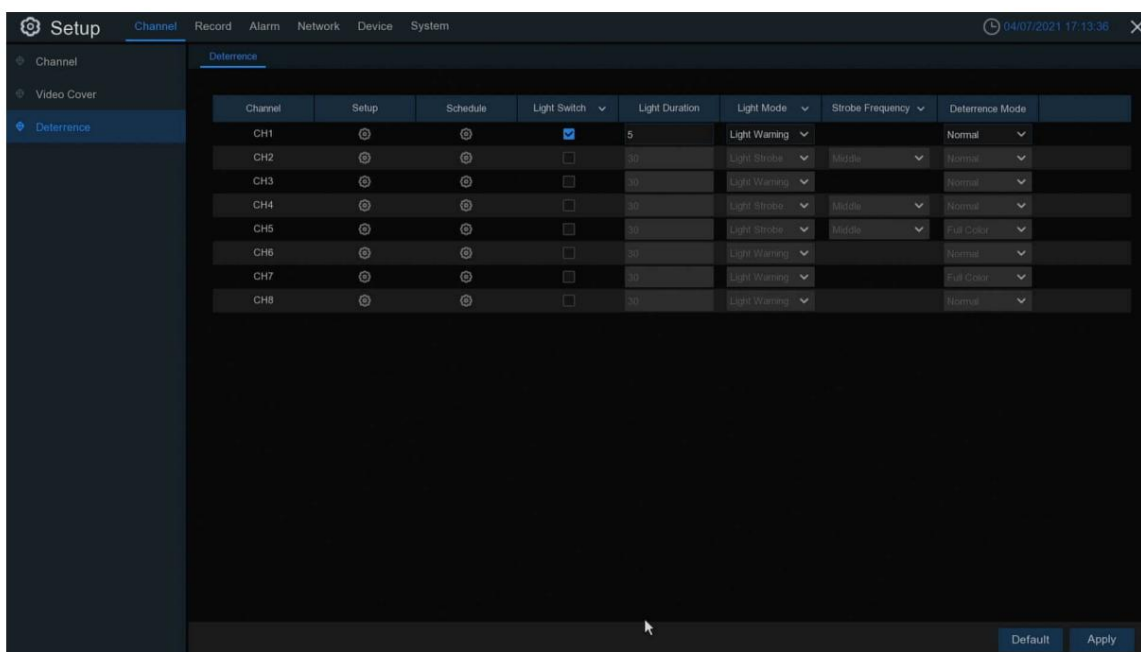 Setup Channel Record Alarm Network Device System 04/07/2021 17:13:36
Channel
Video Cover
Deterrence
Deterrence
Channel Setup Schedule Light Switch Light Duration Light Mode Strobe Frequency Deterrence Mode
CH1 5 Light Warning Normal
CH2 30 Light Strobe Middle Normal
CH3 30 Light Warning Normal
CH4 30 Light Strobe Middle Normal
CH5 30 Light Strobe Middle Full Color
CH6 30 Light Warning Normal
CH7 30 Light Warning Full Color
CH8 30 Light Warning Normal
Default Apply